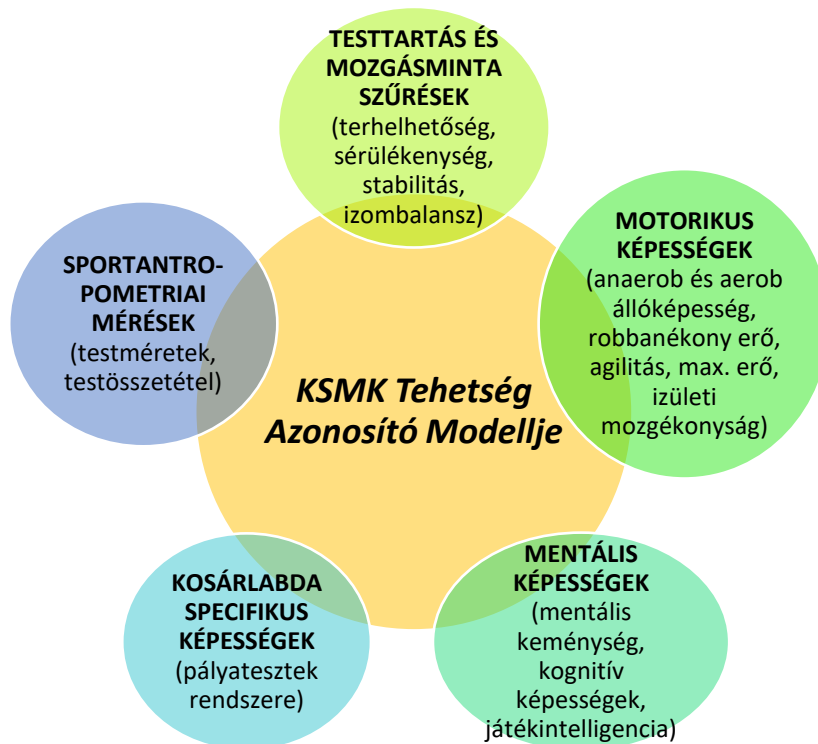 TESTTARTÁS ÉS
MOZGÁSMINTA
SZŰRÉSEK
(terhelhetőség,
sérülékenység,
stabilitás,
izombalansz)
MOTORIKUS
KÉPESSÉGEK
(anaerob és aerob
állóképesség,
robbanékony erő,
agilitás, max. erő,
izületi
mozgékonyság)
SPORTANTRO-
POMETRIAI
MÉRÉSEK
(testméretek,
testösszetétel)
KSMK Tehetség
Azonosító Modellje
KOSÁRLABDA
SPECIFIKUS
KÉPESSÉGEK
(pályatesztek
rendszere)
MENTÁLIS
KÉPESSÉGEK
(mentális
keménység,
kognitív
képességek,
játékintelligencia)